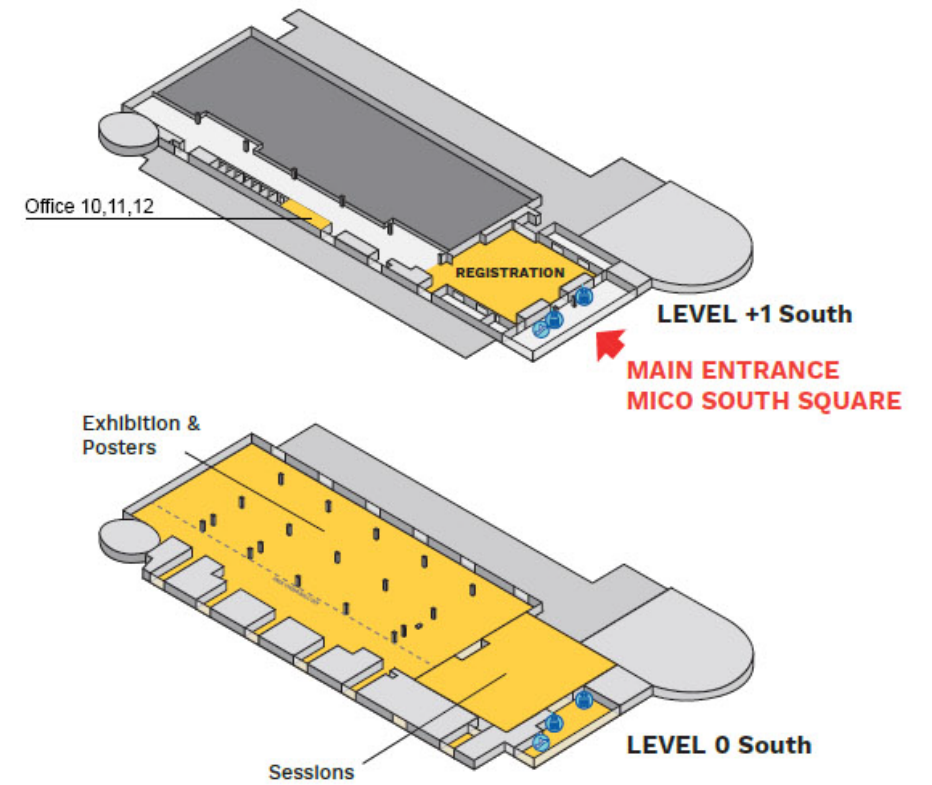 Office 10,11,12
REGISTRATION
LEVEL +1 South
MAIN ENTRANCE
MICO SOUTH SQUARE
Exhibition &
Posters
LEVEL 0 South
Sessions